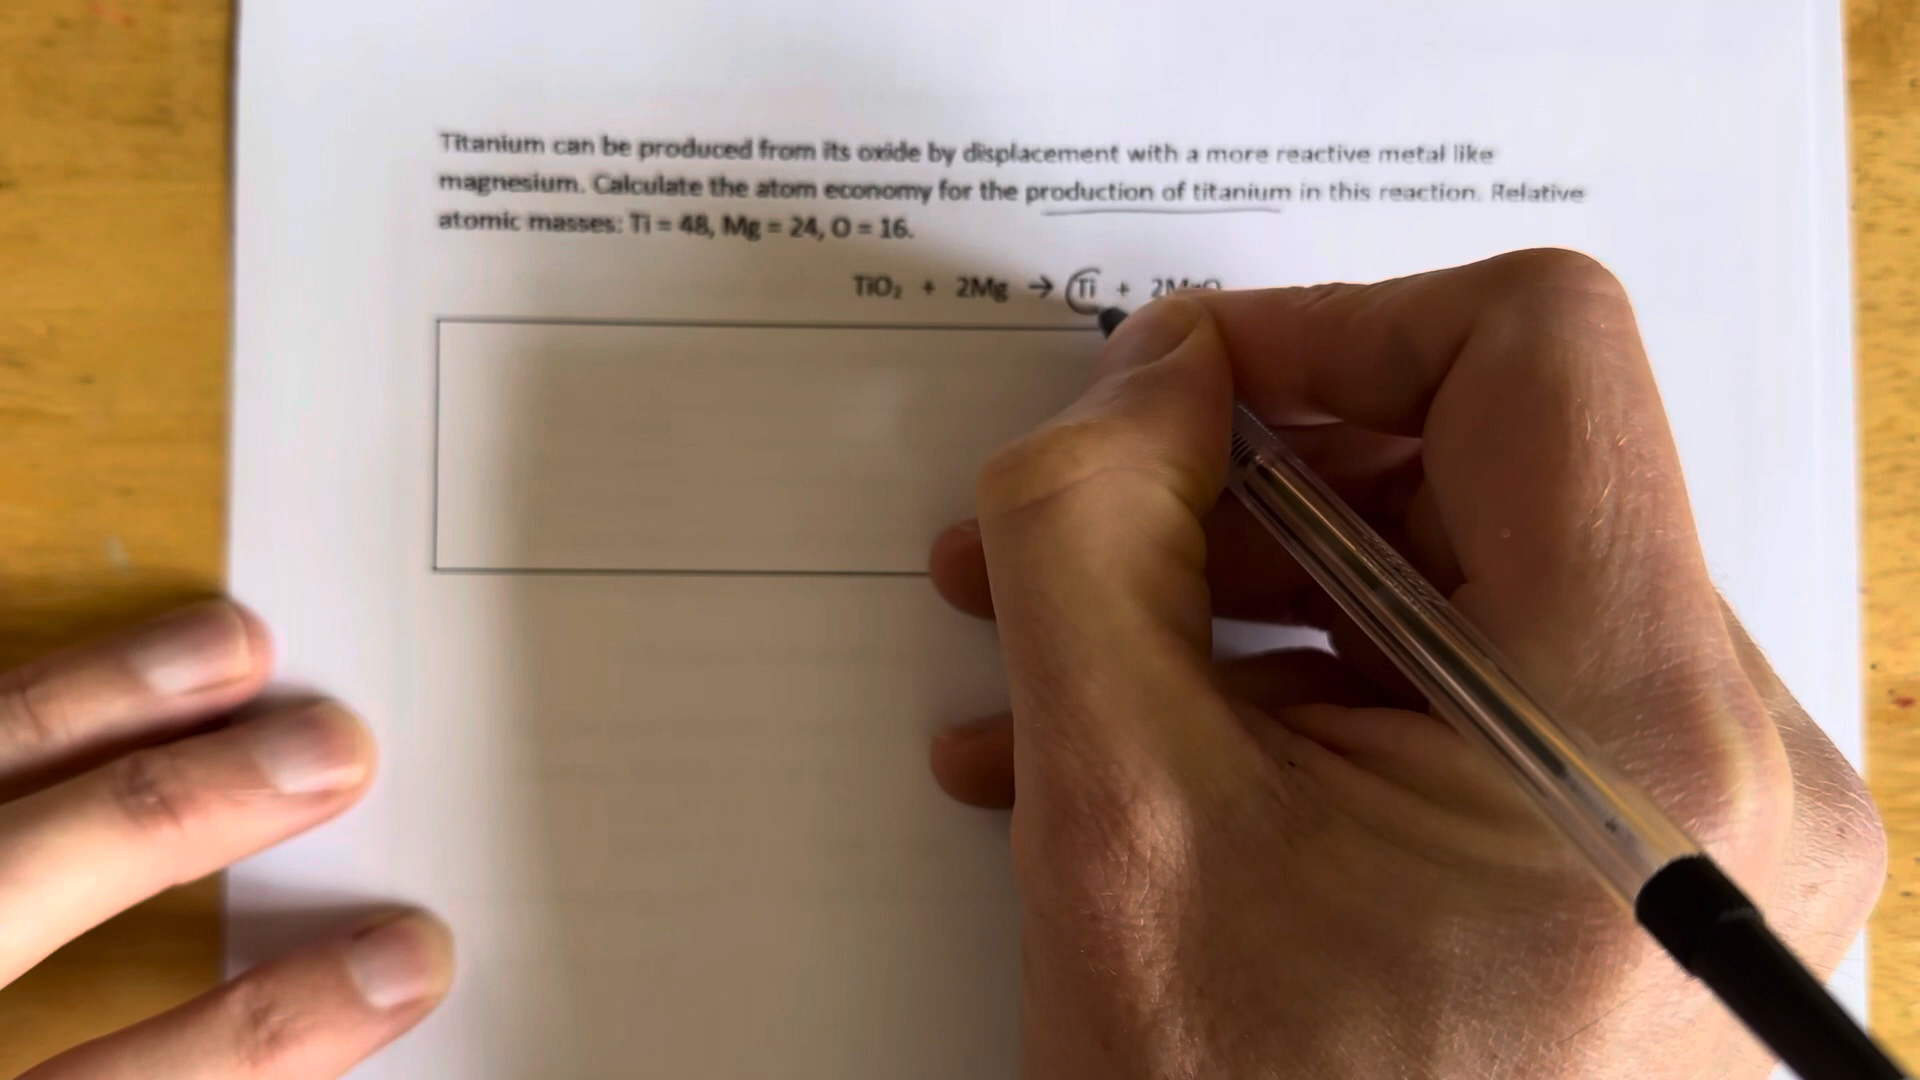 Titanium can be produced from its oxide by displacement with a more reactive metal like
magnesium. Calculate the atom economy for the production of titanium in this reaction. Relative
atomic masses: Ti = 48, Mg = 24, O = 16.
TiO₂ + 2Mg → Ti + 2MgO